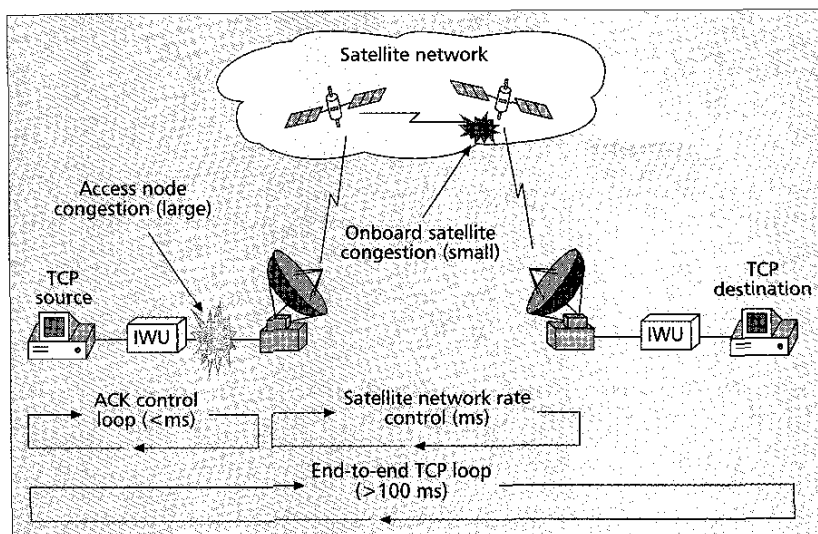 Satellite network
Access node
congestion (large)
Onboard satellite
congestion (small)
TCP
source
TCP
destination
IWU
IWU
ACK control
loop (<ms)
Satellite network rate
control (ms)
End-to-end TCP loop
(>100 ms)